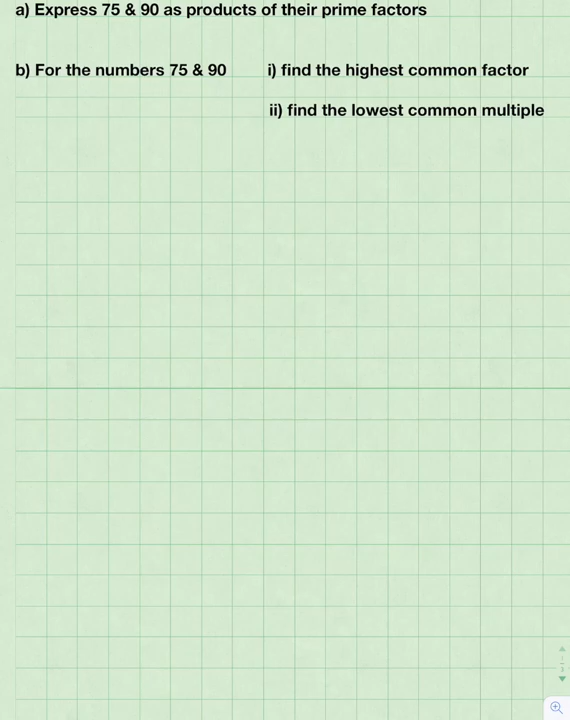 a) Express 75 & 90 as products of their prime factors
b) For the numbers 75 & 90 i) find the highest common factor
ii) find the lowest common multiple